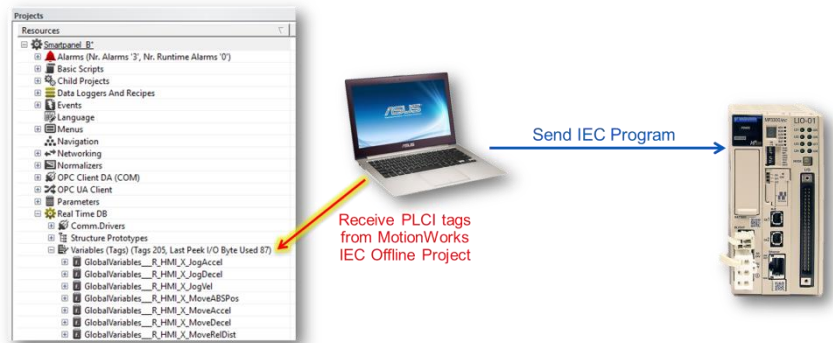 Projects
Resources
Smartpanel_B*
Alarms (Nr. Alarms '3', Nr. Runtime Alarms '0')
Basic Scripts
Child Projects
Data Loggers And Recipes
Events
Language
Menus
Navigation
Networking
Normalizers
OPC Client DA (COM)
OPC UA Client
Parameters
Real Time DB
Comm.Drivers
Structure Prototypes
Variables (Tags) (Tags 205, Last Peek I/O Byte Used 87)
GlobalVariables__R_HMI_X_JogAccel
GlobalVariables__R_HMI_X_JogDecel
GlobalVariables__R_HMI_X_JogVel
GlobalVariables__R_HMI_X_MoveABSPos
GlobalVariables__R_HMI_X_MoveAccel
GlobalVariables__R_HMI_X_MoveDecel
GlobalVariables__R_HMI_X_MoveRelDist
ASUS
Receive PLCI tags
from MotionWorks
IEC Offline Project
Send IEC Program
LIO-01